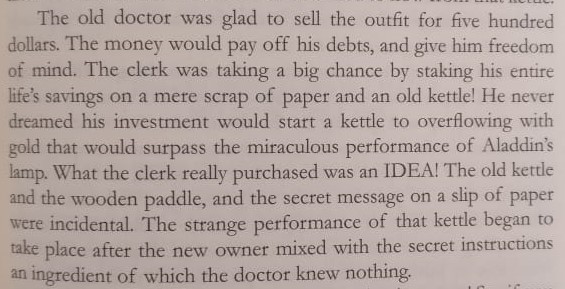 The old doctor was glad to sell the outfit for five hundred
dollars. The money would pay off his debts, and give him freedom
of mind. The clerk was taking a big chance by staking his entire
life's savings on a mere scrap of paper and an old kettle! He never
dreamed his investment would start a kettle to overflowing with
gold that would surpass the miraculous performance of Aladdin's
lamp. What the clerk really purchased was an IDEA! The old kettle
and the wooden paddle, and the secret message on a slip of paper
were incidental. The strange performance of that kettle began to
take place after the new owner mixed with the secret instructions
an ingredient of which the doctor knew nothing.